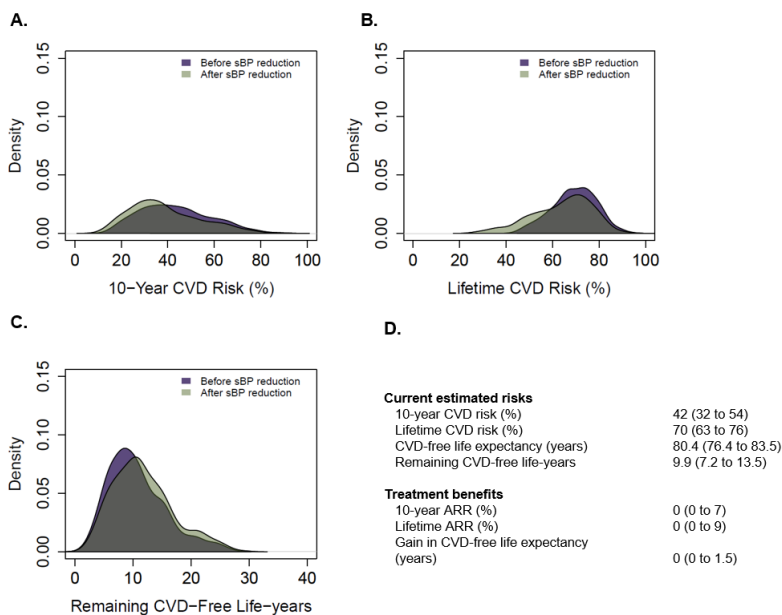 A.
0.15
0.10
0.05
0.00
Density
Before sBP reduction
After sBP reduction
0 20 40 60 80 100
10−Year CVD Risk (%)
B.
0.15
0.10
0.05
0.00
Density
Before sBP reduction
After sBP reduction
0 20 40 60 80 100
Lifetime CVD Risk (%)
C.
0.15
0.10
0.05
0.00
Density
Before sBP reduction
After sBP reduction
0 10 20 30 40
Remaining CVD−Free Life−years
D.
Current estimated risks
10-year CVD risk (%) 42 (32 to 54)
Lifetime CVD risk (%) 70 (63 to 76)
CVD-free life expectancy (years) 80.4 (76.4 to 83.5)
Remaining CVD-free life-years 9.9 (7.2 to 13.5)
Treatment benefits
10-year ARR (%) 0 (0 to 7)
Lifetime ARR (%) 0 (0 to 9)
Gain in CVD-free life expectancy
(years) 0 (0 to 1.5)